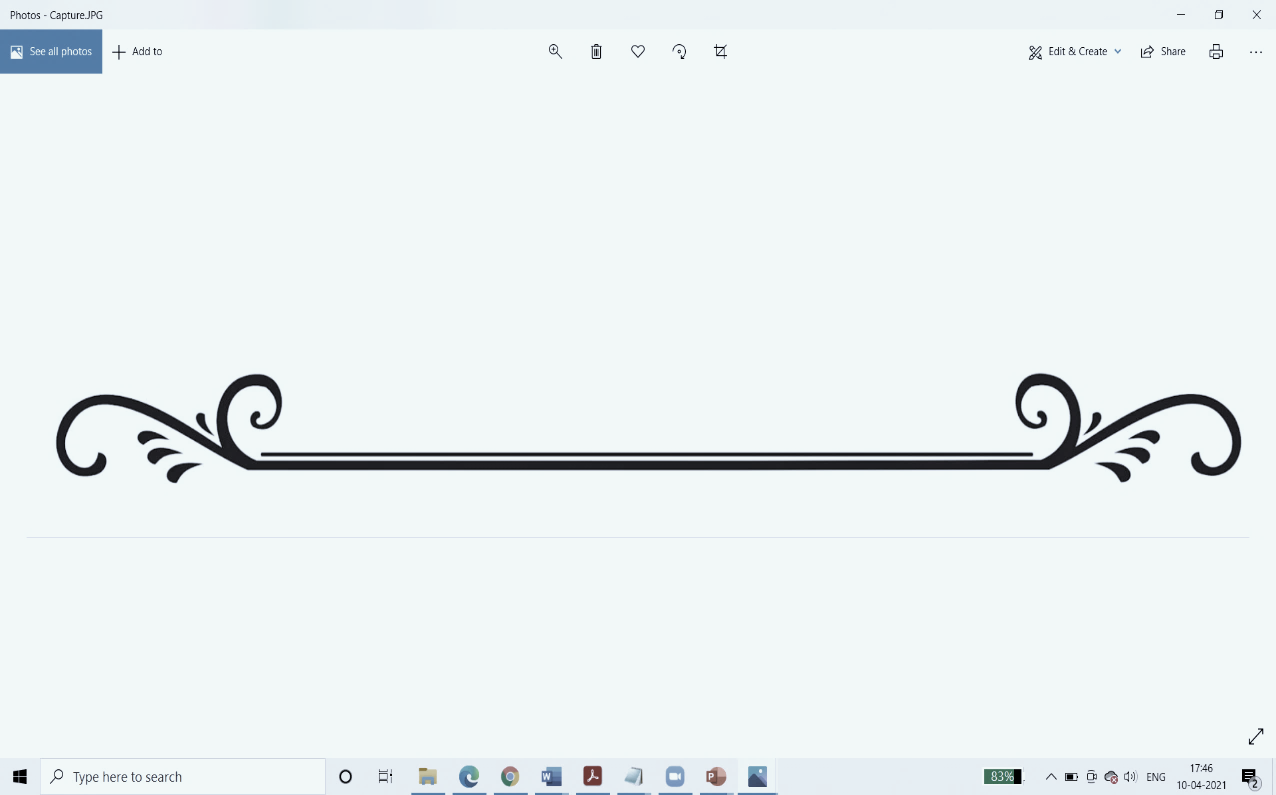 Photos - Capture.JPG
See all photos
Add to
Edit & Create
Share
Type here to search
W
P
83%
ENG
17:46
10-04-2021
2